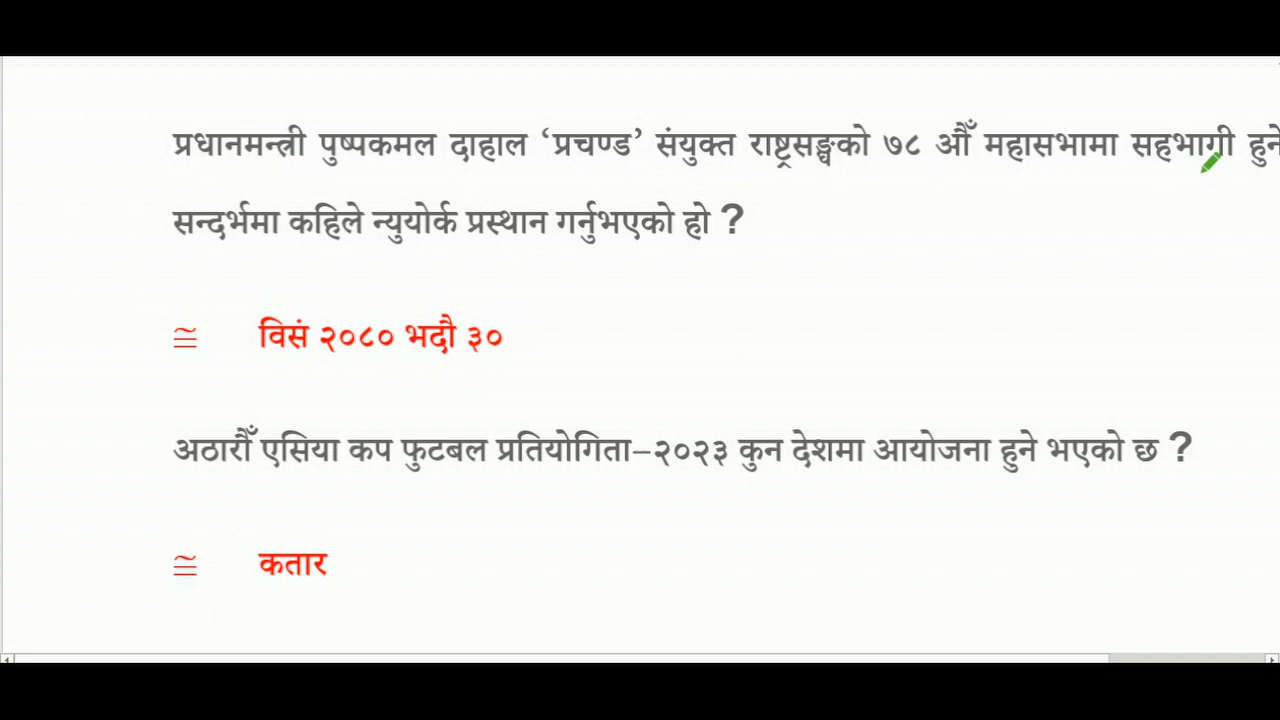 प्रधानमन्त्री पुष्पकमल दाहाल ‘प्रचण्ड’ संयुक्त राष्ट्रसङ्घको ७८ औँ महासभामा सहभागी हुने
सन्दर्भमा कहिले न्युयोर्क प्रस्थान गर्नुभएको हो ?
≅ विसं २०८० भदौ ३०
अठारौँ एसिया कप फुटबल प्रतियोगिता–२०२३ कुन देशमा आयोजना हुने भएको छ ?
≅ कतार